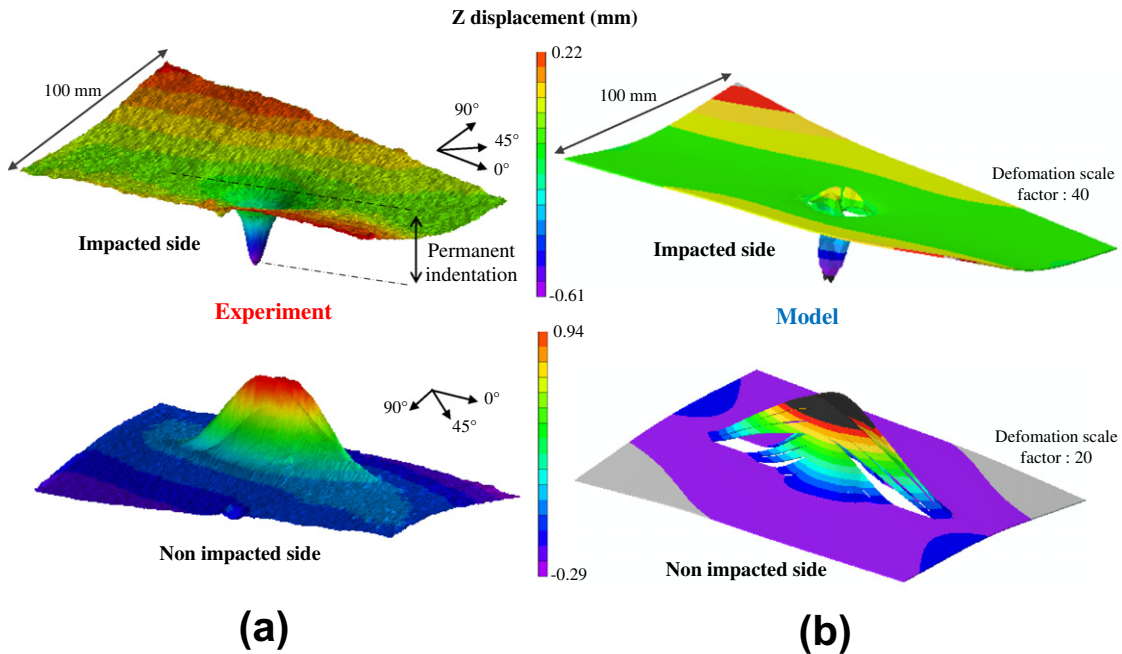 Z displacement (mm)
0.22
100 mm
90°
45°
0°
100 mm
Defomation scale
factor : 40
Impacted side
Permanent
indentation
Impacted side
-0.61
Experiment
Model
0.94
90°
0°
45°
Defomation scale
factor : 20
Non impacted side
-0.29
Non impacted side
(a)
(b)